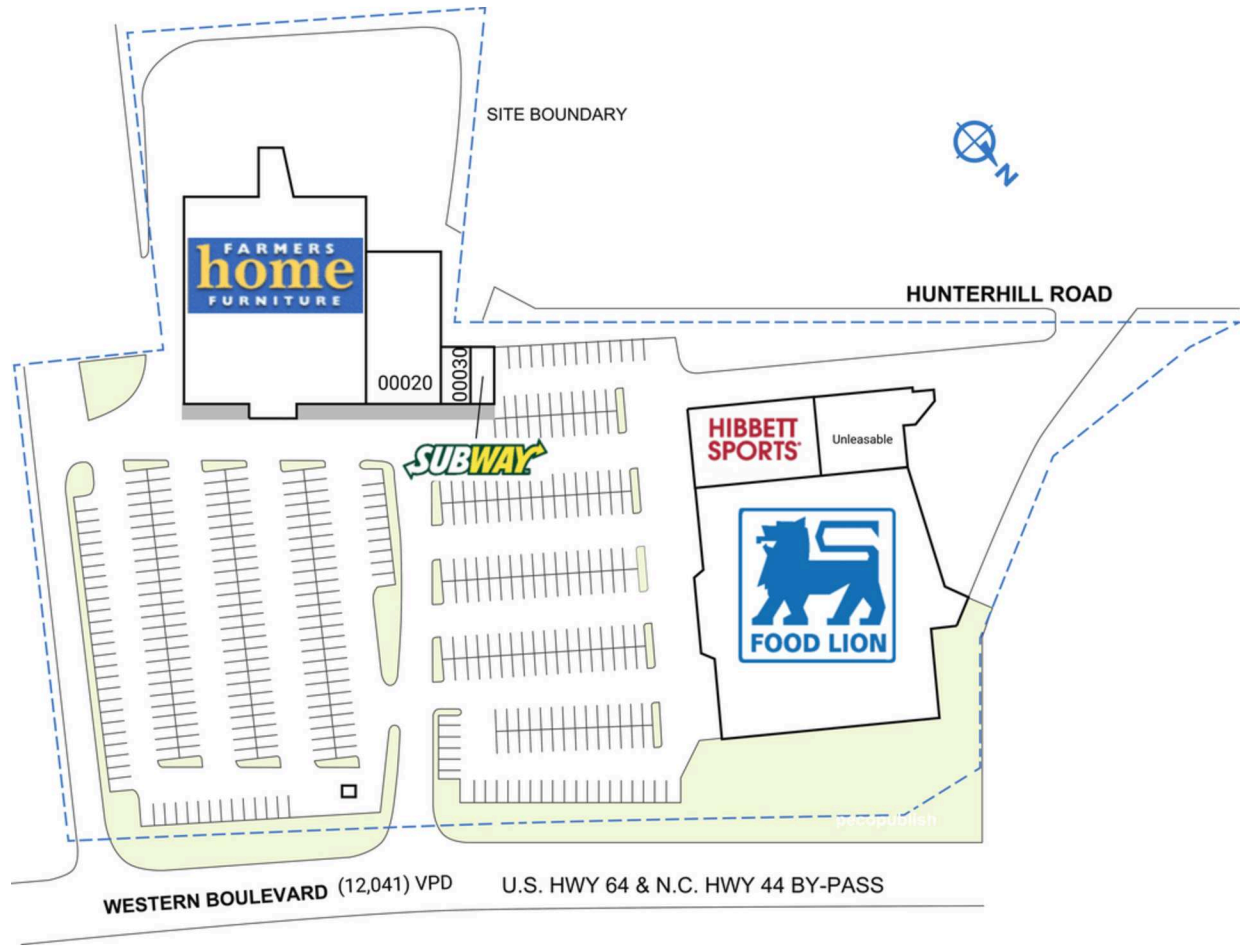 SITE BOUNDARY
N
FARMERS
home
FURNITURE
HUNTERHILL ROAD
00020
00030
SUBWAY
HIBBETT
SPORTS
Unleasable
FOOD LION
pecopublish
WESTERN BOULEVARD (12,041) VPD
U.S. HWY 64 & N.C. HWY 44 BY-PASS